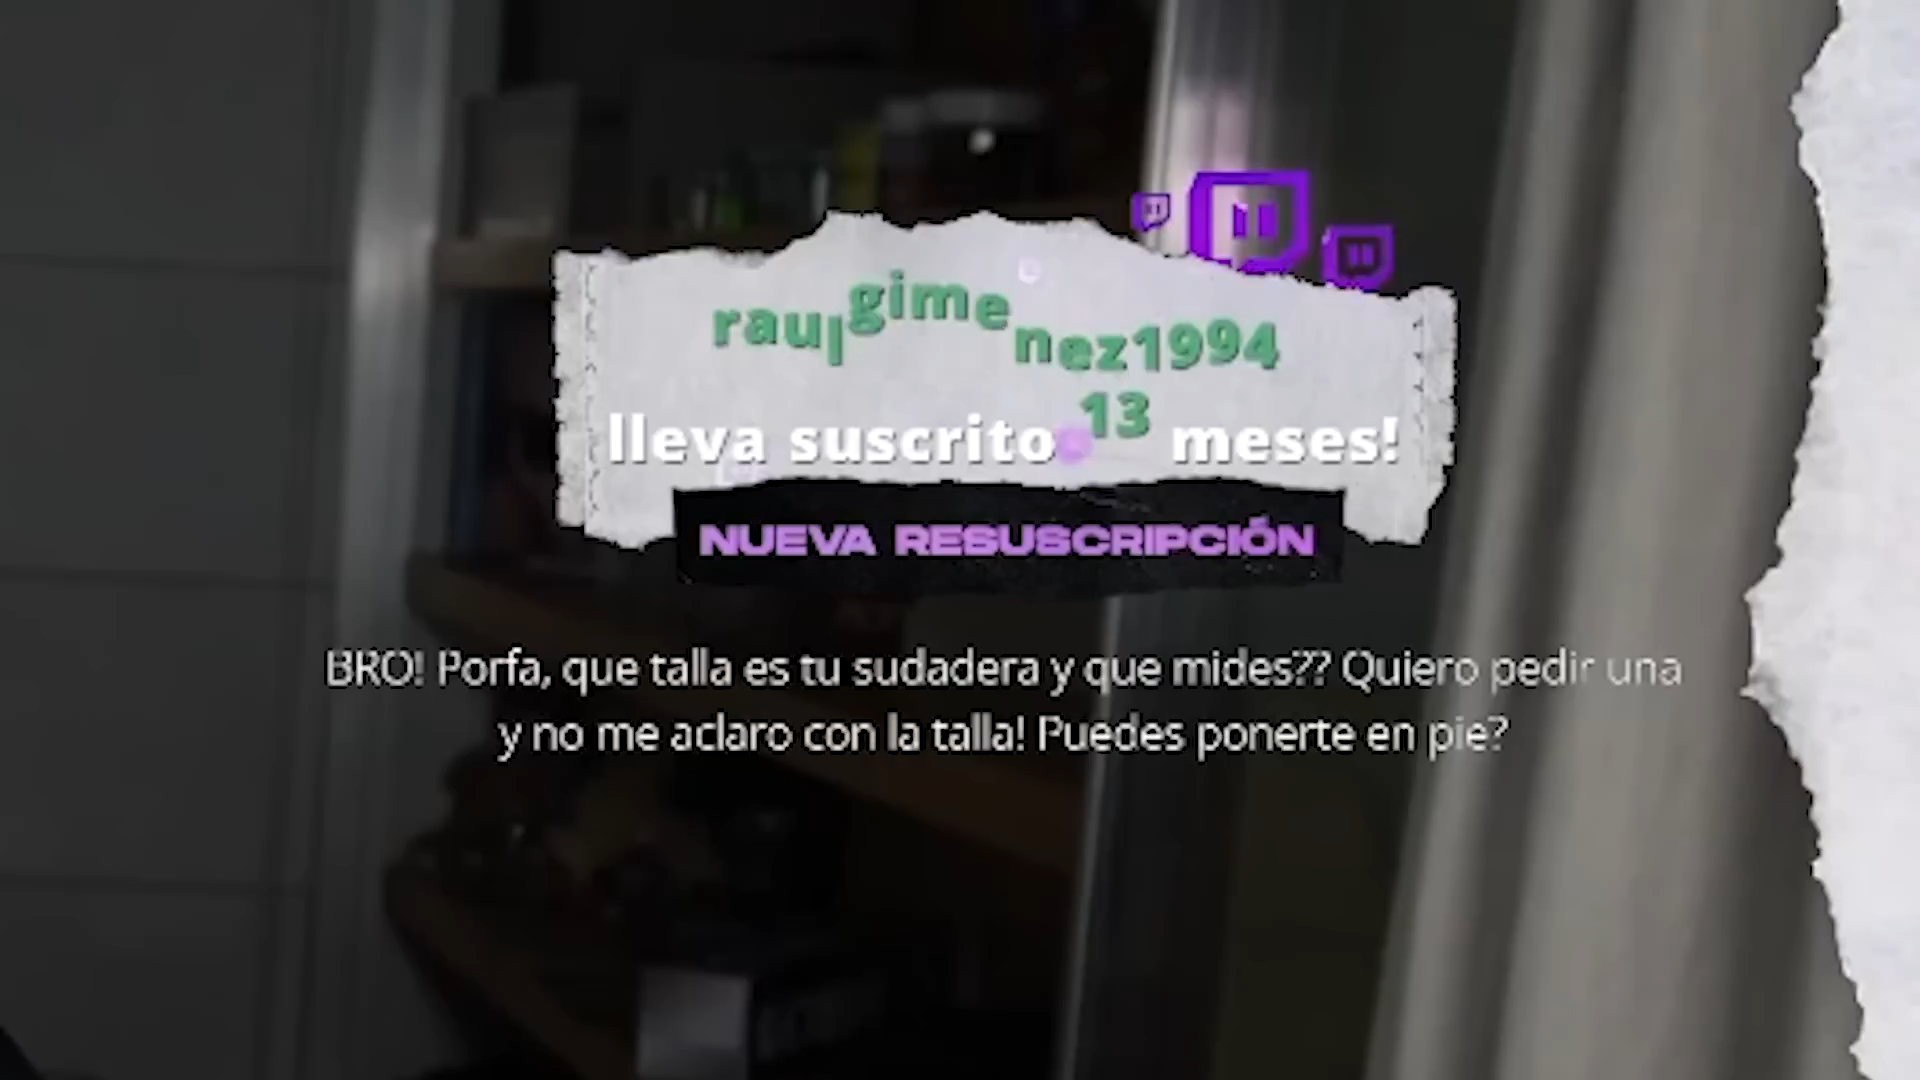 raulgimenez1994
lleva suscrito 13 meses!
NUEVA RESUSCRIPCIÓN
BRO! Porfa, que talla es tu sudadera y que mides?? Quiero pedir una
y no me aclaro con la talla! Puedes ponerte en pie?